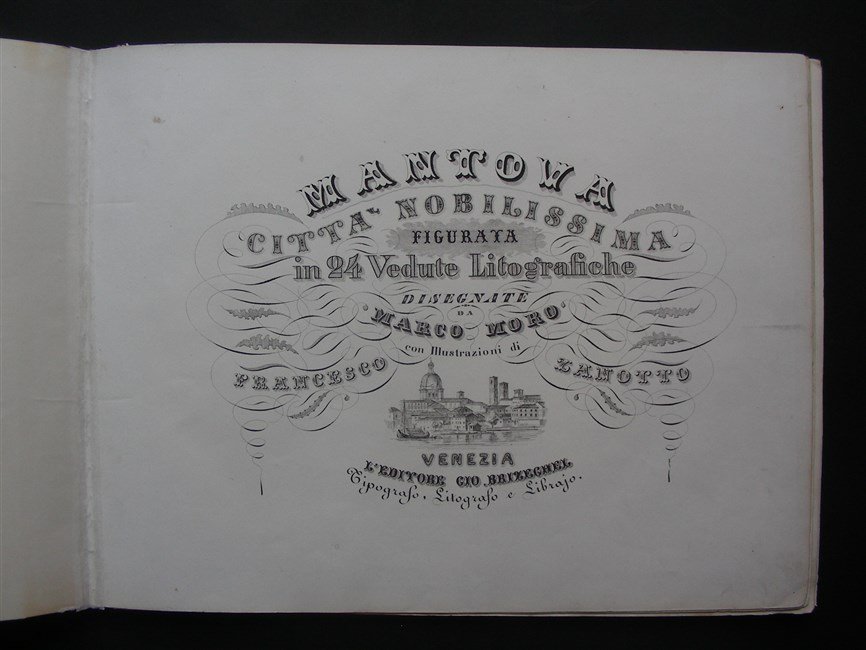 MANTOVA
CITTA' NOBILISSIMA
FIGURATA
in 24 Vedute Litografiche
DISEGNATE
DA
MARCO MORO
con Illustrazioni di
FRANCESCO ZANOTTO
VENEZIA
L'EDITORE GIO. BRIZEGHEL
Tipografo, Litografo e Librajo.